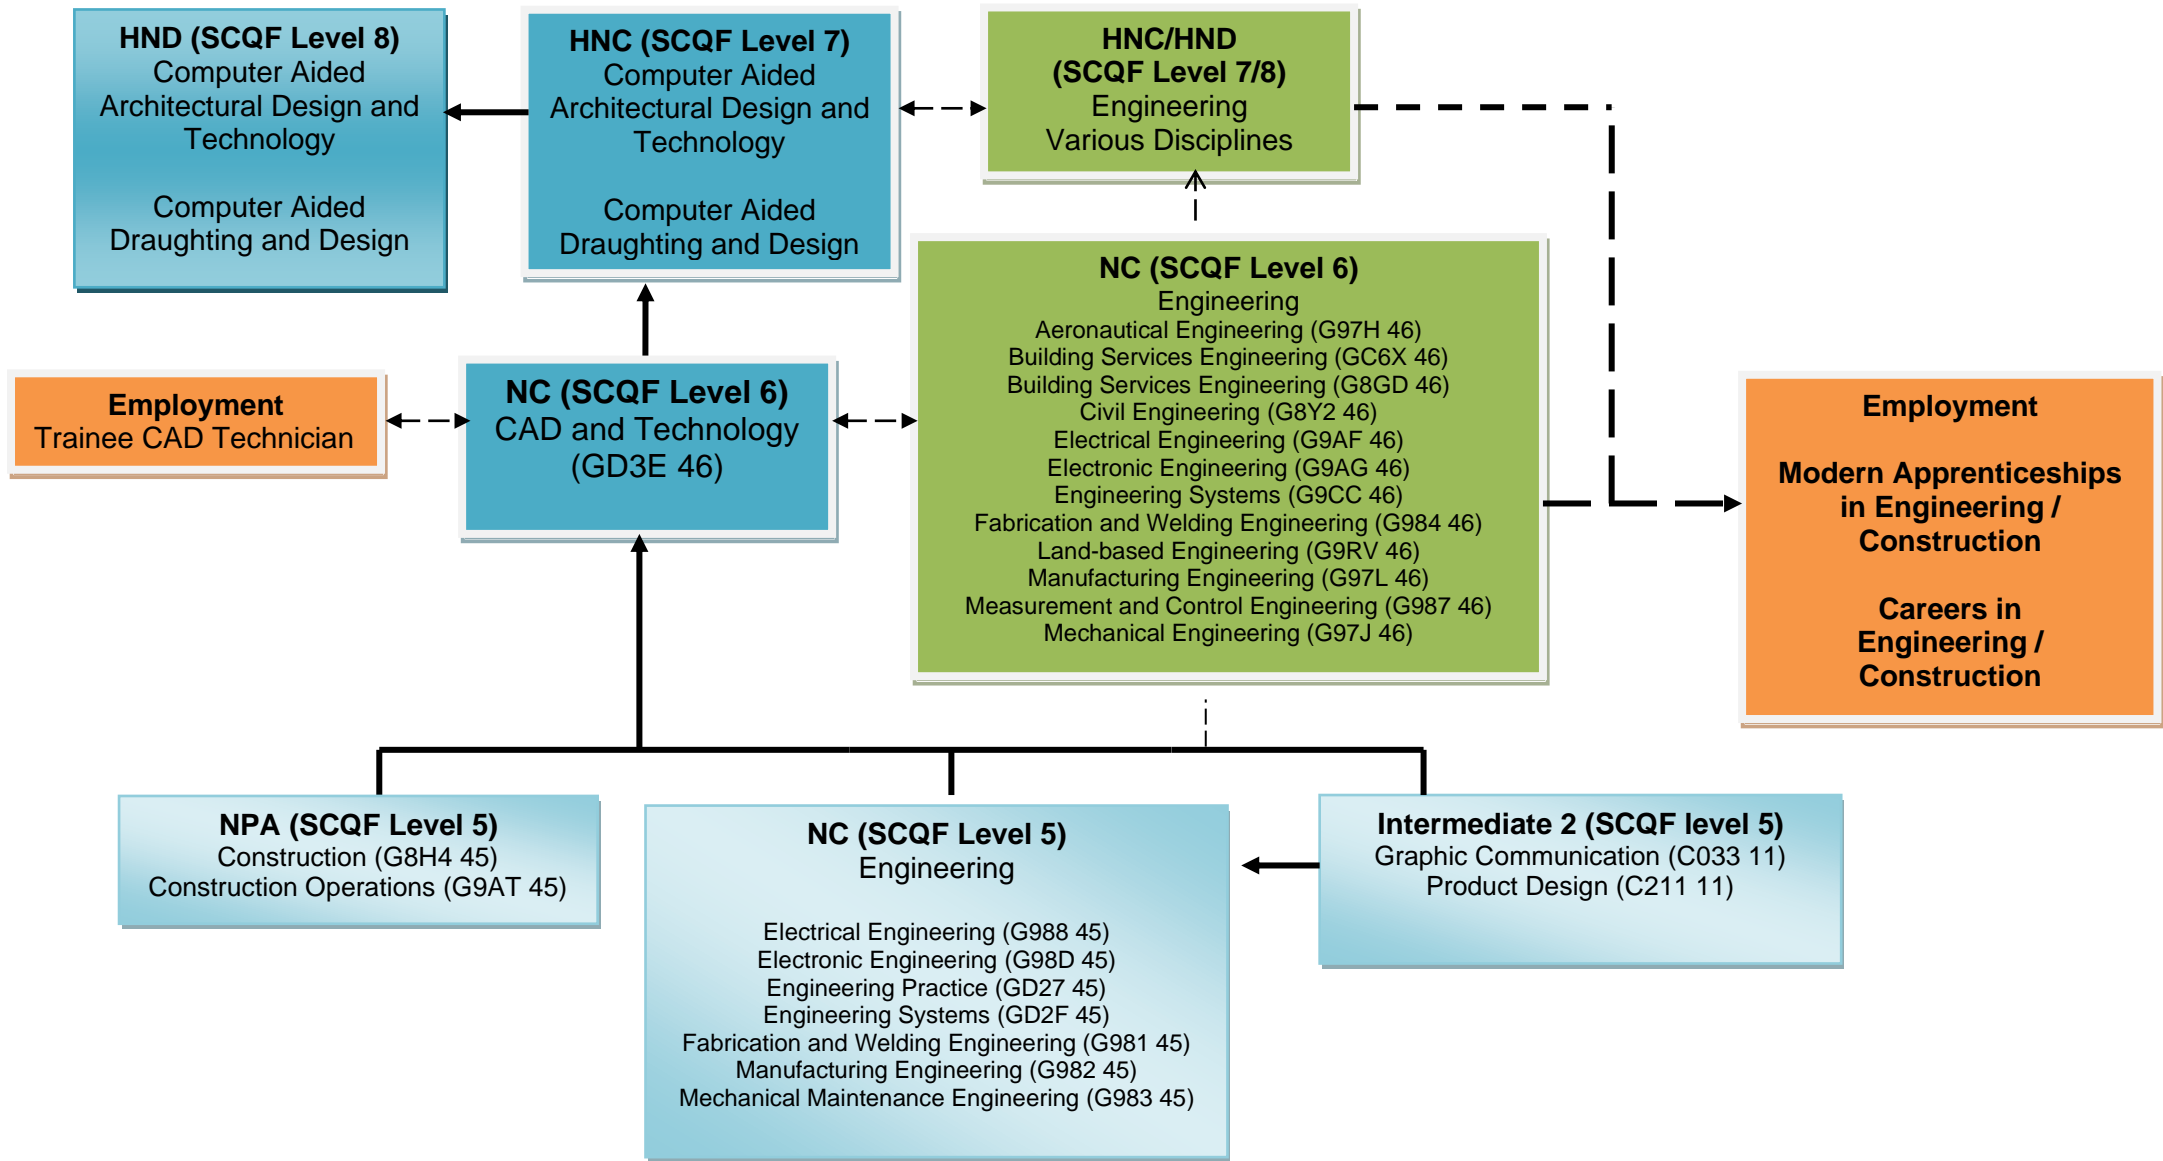 HND (SCQF Level 8)
Computer Aided
Architectural Design and
Technology
Computer Aided
Draughting and Design
HNC (SCQF Level 7)
Computer Aided
Architectural Design and
Technology
Computer Aided
Draughting and Design
HNC/HND
(SCQF Level 7/8)
Engineering
Various Disciplines
NC (SCQF Level 6)
Engineering
Aeronautical Engineering (G97H 46)
Building Services Engineering (GC6X 46)
Building Services Engineering (G8GD 46)
Civil Engineering (G8Y2 46)
Electrical Engineering (G9AF 46)
Electronic Engineering (G9AG 46)
Engineering Systems (G9CC 46)
Fabrication and Welding Engineering (G984 46)
Land-based Engineering (G9RV 46)
Manufacturing Engineering (G97L 46)
Measurement and Control Engineering (G987 46)
Mechanical Engineering (G97J 46)
Employment
Trainee CAD Technician
NC (SCQF Level 6)
CAD and Technology
(GD3E 46)
Employment
Modern Apprenticeships
in Engineering /
Construction
Careers in
Engineering /
Construction
NPA (SCQF Level 5)
Construction (G8H4 45)
Construction Operations (G9AT 45)
NC (SCQF Level 5)
Engineering
Electrical Engineering (G988 45)
Electronic Engineering (G98D 45)
Engineering Practice (GD27 45)
Engineering Systems (GD2F 45)
Fabrication and Welding Engineering (G981 45)
Manufacturing Engineering (G982 45)
Mechanical Maintenance Engineering (G983 45)
Intermediate 2 (SCQF level 5)
Graphic Communication (C033 11)
Product Design (C211 11)